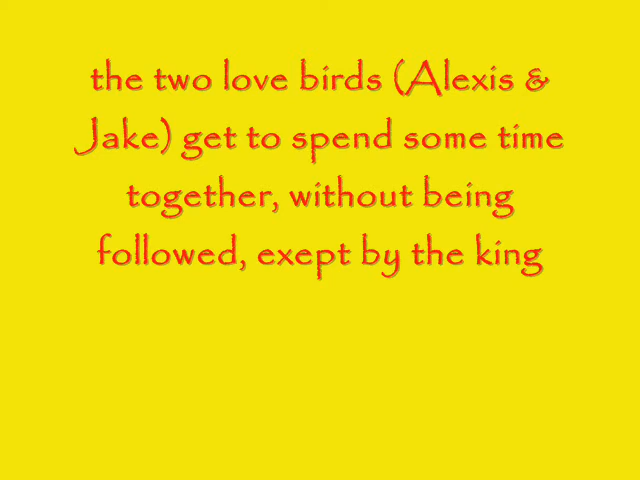 the two love birds (Alexis &
Jake) get to spend some time
together, without being
followed, exept by the king